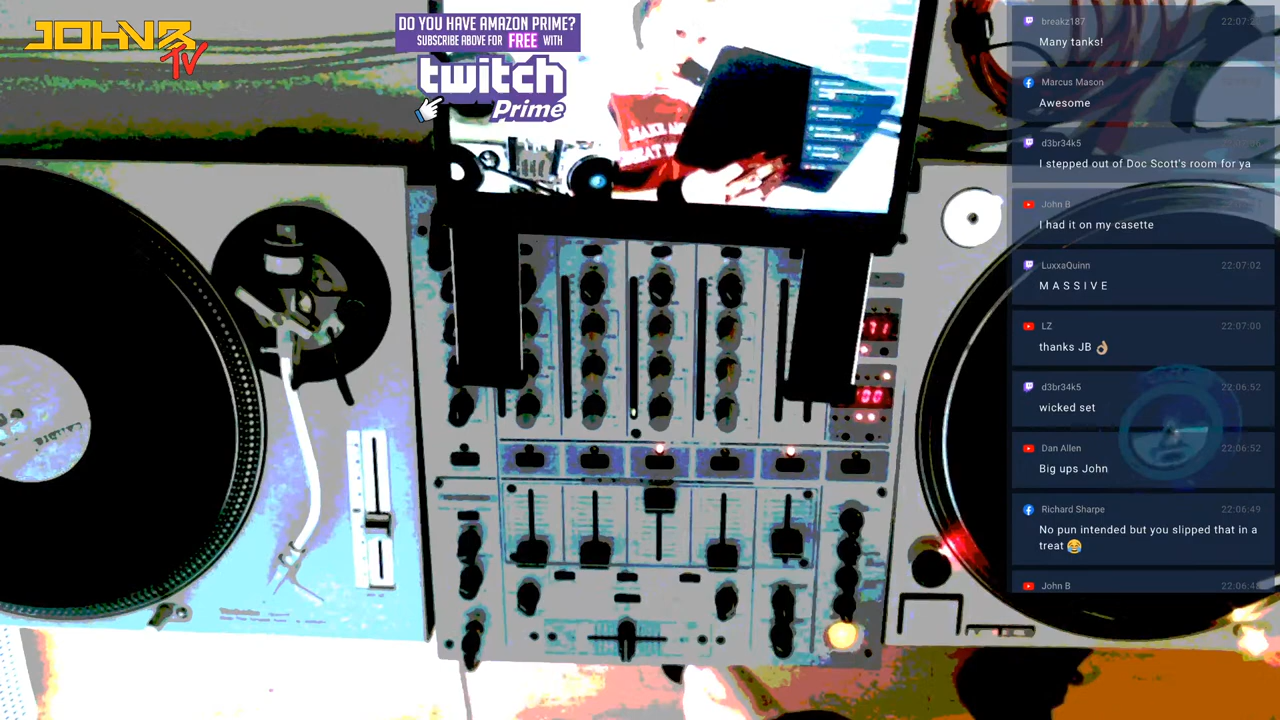 JOHN B
TV
DO YOU HAVE AMAZON PRIME?
SUBSCRIBE ABOVE FOR FREE WITH
twitch
Prime
breakz187
Many tanks!
Marcus Mason
Awesome
d3br34k5
I stepped out of Doc Scott's room for ya
John B
I had it on my casette
LuxxaQuinn 22:07:02
M A S S I V E
LZ 22:07:00
thanks JB 👌🏽
d3br34k5 22:06:52
wicked set
Dan Allen 22:06:52
Big ups John
Richard Sharpe 22:06:49
No pun intended but you slipped that in a
treat 😂
John B